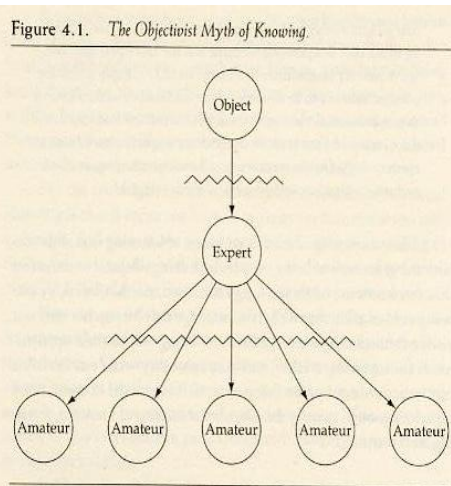 Figure 4.1. The Objectivist Myth of Knowing.
Object
Expert
Amateur Amateur Amateur Amateur Amateur